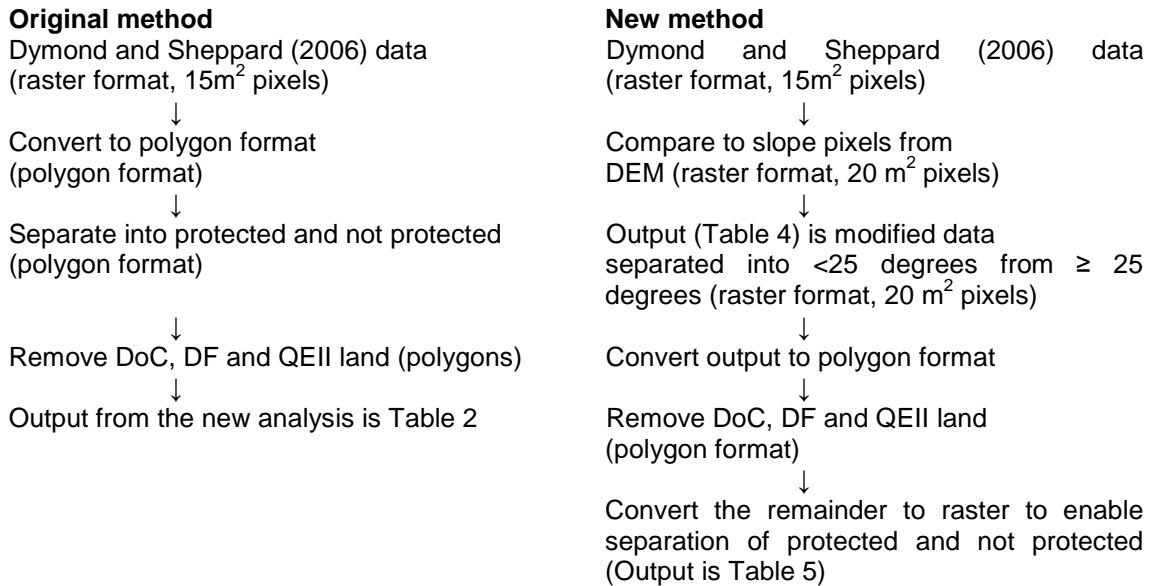 Original method
Dymond and Sheppard (2006) data
(raster format, 15m² pixels)
↓
Convert to polygon format
(polygon format)
↓
Separate into protected and not protected
(polygon format)
↓
Remove DoC, DF and QEII land (polygons)
↓
Output from the new analysis is Table 2
New method
Dymond and Sheppard (2006) data
(raster format, 15m² pixels)
↓
Compare to slope pixels from
DEM (raster format, 20 m² pixels)
↓
Output (Table 4) is modified data
separated into <25 degrees from ≥ 25
degrees (raster format, 20 m² pixels)
↓
Convert output to polygon format
↓
Remove DoC, DF and QEII land
(polygon format)
↓
Convert the remainder to raster to enable
separation of protected and not protected
(Output is Table 5)